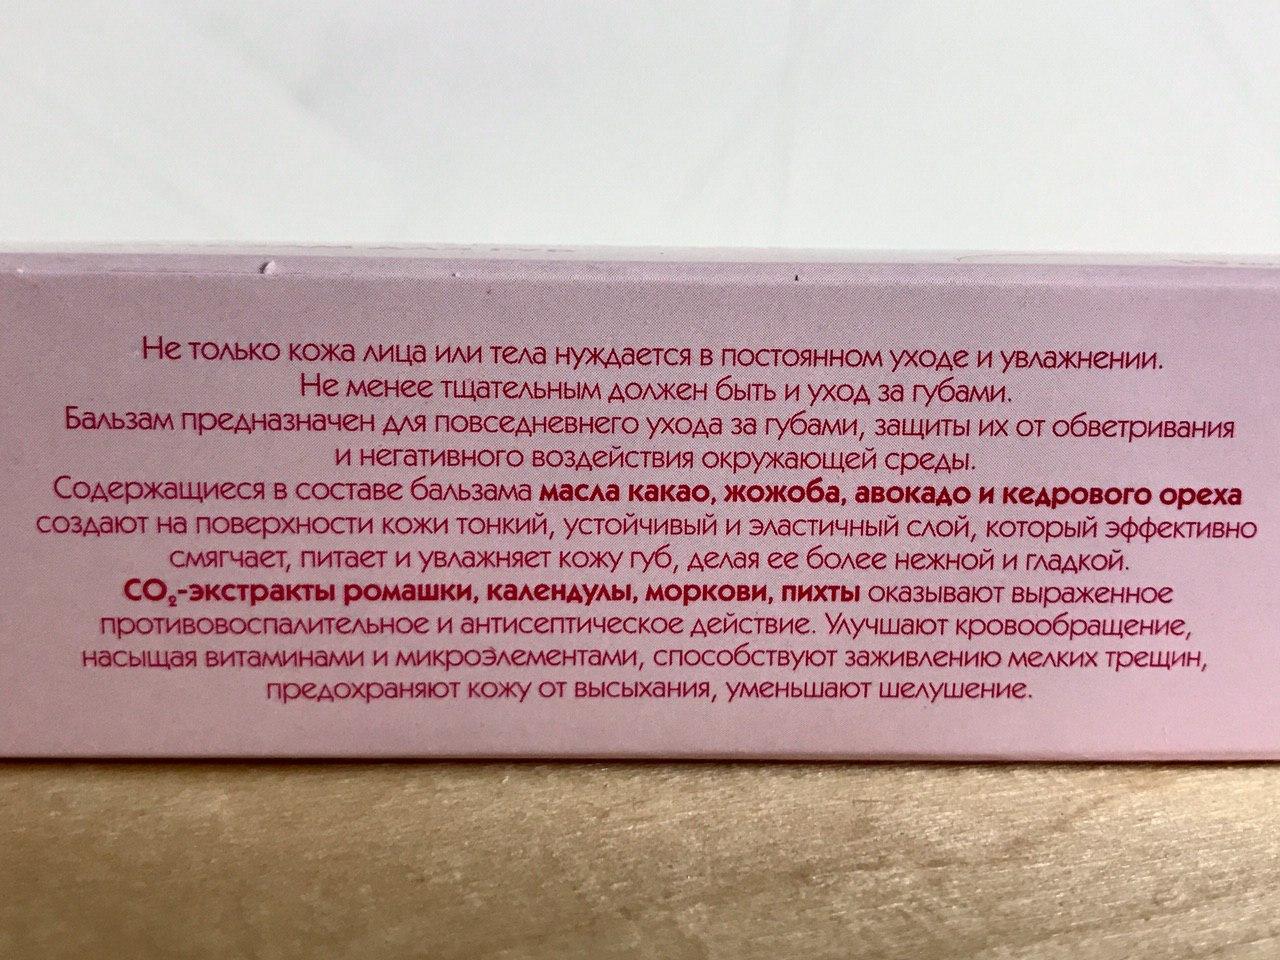 Не только кожа лица или тела нуждается в постоянном уходе и увлажнении.
Не менее тщательным должен быть и уход за губами.
Бальзам предназначен для повседневнего ухода за губами, защиты их от обветривания
и негативного воздействия окружающей среды.
Содержащиеся в составе бальзама масла какао, жожоба, авокадо и кедрового ореха
создают на поверхности кожи тонкий, устойчивый и эластичный слой, который эффективно
смягчает, питает и увлажняет кожу губ, делая ее более нежной и гладкой.
CO₂-экстракты ромашки, календулы, моркови, пихты оказывают выраженное
противовоспалительное и антисептическое действие. Улучшают кровообращение,
насыщая витаминами и микроэлементами, способствуют заживлению мелких трещин,
предохраняют кожу от высыхания, уменьшают шелушение.